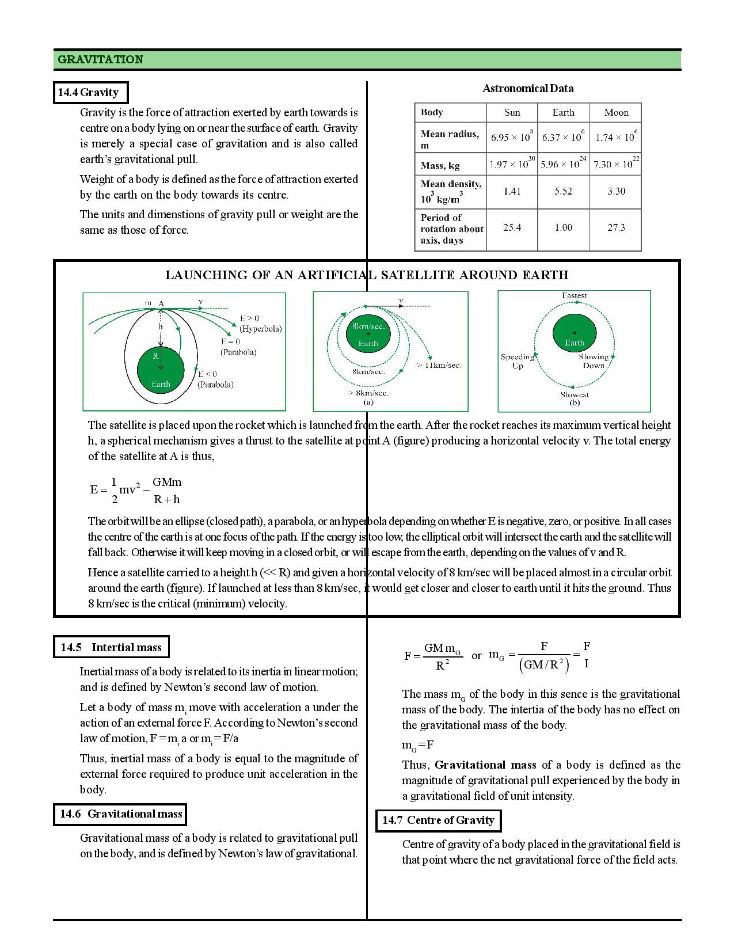 GRAVITATION
14.4 Gravity
Gravity is the force of attraction exerted by earth towards is
centre on a body lying on or near the surface of earth. Gravity
is merely a special case of gravitation and is also called
earth's gravitational pull.
Weight of a body is defined as the force of attraction exerted
by the earth on the body towards its centre.
The units and dimenstions of gravity pull or weight are the
same as those of force.
Astronomical Data
Body Sun Earth Moon
Mean radius, m 6.95 × 10^8 6.37 × 10^6 1.74 × 10^6
Mass, kg 1.97 × 10^30 5.96 × 10^24 7.30 × 10^22
Mean density, 10^3 kg/m^3 1.41 5.52 3.30
Period of rotation about axis, days 25.4 1.00 27.3
LAUNCHING OF AN ARTIFICIAL SATELLITE AROUND EARTH
m A v
h
R
Earth
E > 0
(Hyperbola)
E = 0
(Parabola)
E < 0
(Parabola)
v
8km/sec.
Earth
> 11km/sec.
8km/sec.
> 8km/sec.
(a)
Fastest
Earth
Speeding
Up
Slowing
Down
Slowest
(b)
The satellite is placed upon the rocket which is launched from the earth. After the rocket reaches its maximum vertical height
h, a spherical mechanism gives a thrust to the satellite at point A (figure) producing a horizontal velocity v. The total energy
of the satellite at A is thus,
E = 1/2 mv² − GMm/(R + h)
The orbit will be an ellipse (closed path), a parabola, or an hyperbola depending on whether E is negative, zero, or positive. In all cases
the centre of the earth is at one focus of the path. If the energy is too low, the elliptical orbit will intersect the earth and the satellite will
fall back. Otherwise it will keep moving in a closed orbit, or will escape from the earth, depending on the values of v and R.
Hence a satellite carried to a height h (<< R) and given a horizontal velocity of 8 km/sec will be placed almost in a circular orbit
around the earth (figure). If launched at less than 8 km/sec, it would get closer and closer to earth until it hits the ground. Thus
8 km/sec is the critical (minimum) velocity.
14.5 Intertial mass
Inertial mass of a body is related to its inertia in linear motion;
and is defined by Newton's second law of motion.
Let a body of mass m_i move with acceleration a under the
action of an external force F. According to Newton's second
law of motion, F = m_i a or m_i = F/a
Thus, inertial mass of a body is equal to the magnitude of
external force required to produce unit acceleration in the
body.
14.6 Gravitational mass
Gravitational mass of a body is related to gravitational pull
on the body, and is defined by Newton's law of gravitational.
F = GM m_G / R² or m_G = F/(GM/R²) = F/I
The mass m_G of the body in this sence is the gravitational
mass of the body. The intertia of the body has no effect on
the gravitational mass of the body.
m_G = F
Thus, Gravitational mass of a body is defined as the
magnitude of gravitational pull experienced by the body in
a gravitational field of unit intensity.
14.7 Centre of Gravity
Centre of gravity of a body placed in the gravitational field is
that point where the net gravitational force of the field acts.